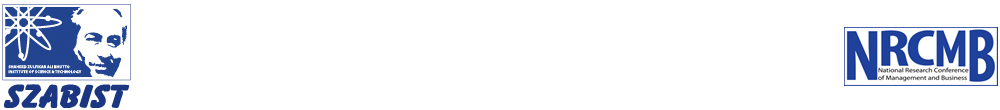 SHAHEED ZULFIKAR ALI BHUTTO
INSTITUTE OF SCIENCE & TECHNOLOGY
SZABIST
NRCMB
National Research Conference
of Management and Business